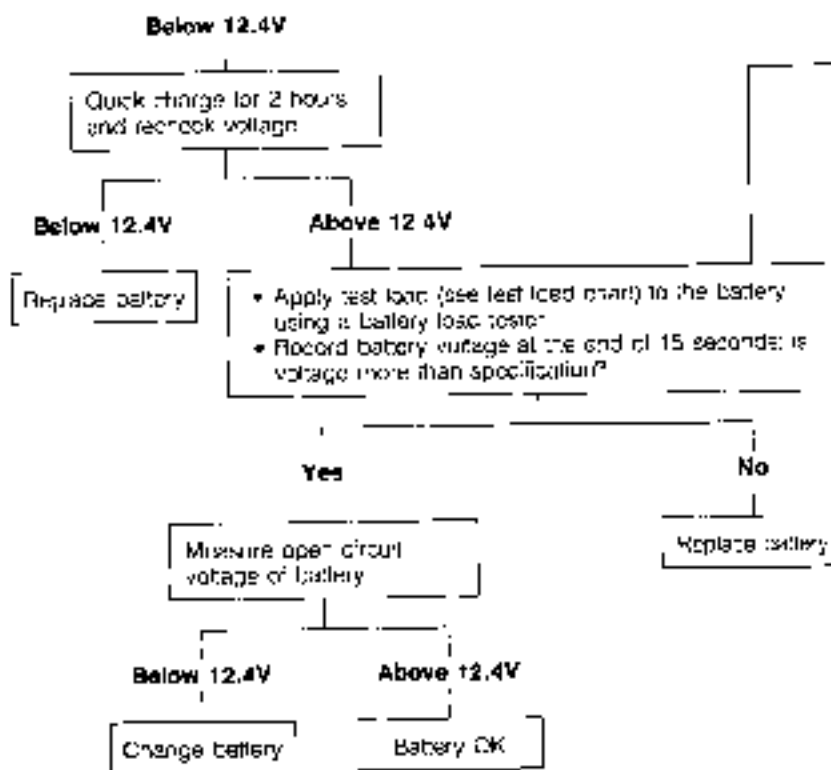 Below 12.4V
Quick charge for 2 hours
and recheck voltage
Below 12.4V
Above 12 4V
Replace battery
• Apply test load (see test load chart) to the battery
using a battery load tester
• Record battery voltage at the end of 15 seconds; is
voltage more than specification?
Yes
No
Measure open circuit
voltage of battery
Replace battery
Below 12.4V
Above 12.4V
Change battery
Battery OK